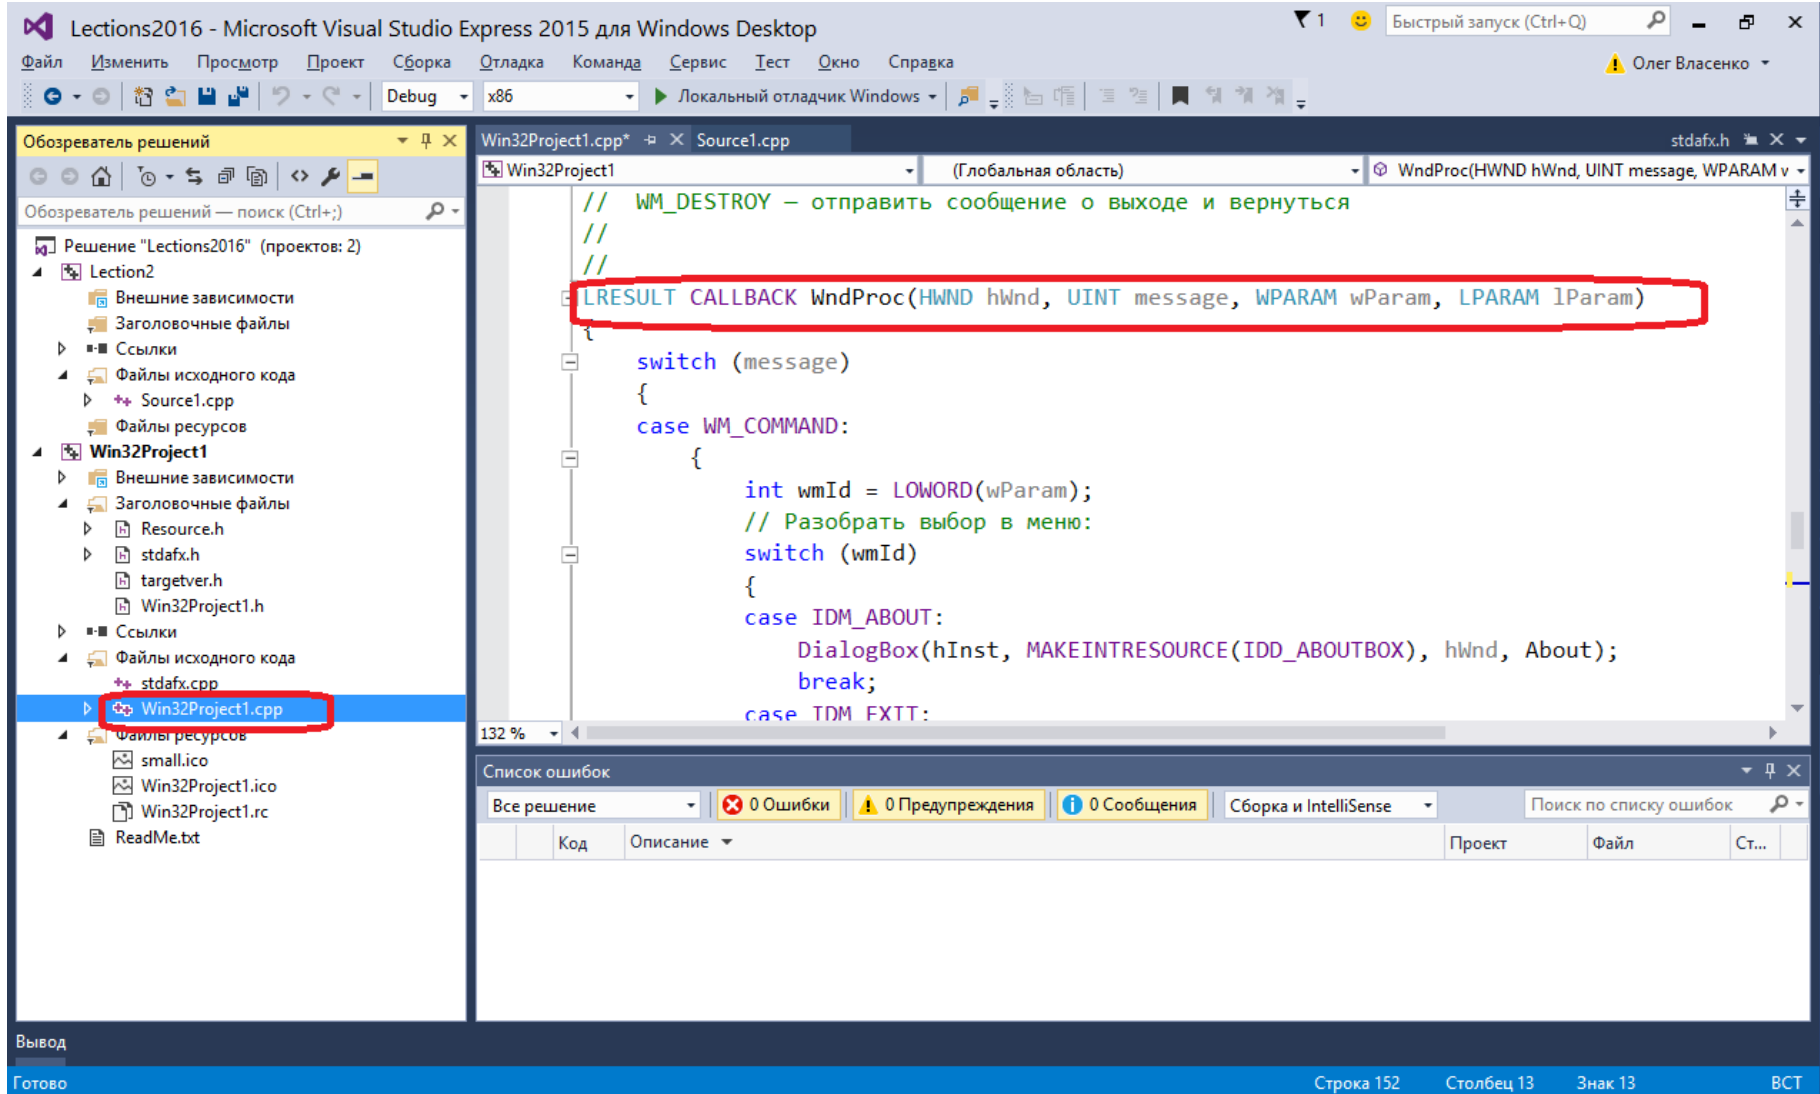 Lections2016 - Microsoft Visual Studio Express 2015 для Windows Desktop
1
Быстрый запуск (Ctrl+Q)
Файл Изменить Просмотр Проект Сборка Отладка Команда Сервис Тест Окно Справка
Олег Власенко
Debug x86 Локальный отладчик Windows
Обозреватель решений
Обозреватель решений — поиск (Ctrl+;)
Решение "Lections2016" (проектов: 2)
Lection2
Внешние зависимости
Заголовочные файлы
Ссылки
Файлы исходного кода
Source1.cpp
Файлы ресурсов
Win32Project1
Внешние зависимости
Заголовочные файлы
Resource.h
stdafx.h
targetver.h
Win32Project1.h
Ссылки
Файлы исходного кода
stdafx.cpp
Win32Project1.cpp
Файлы ресурсов
small.ico
Win32Project1.ico
Win32Project1.rc
ReadMe.txt
Win32Project1.cpp* Source1.cpp stdafx.h
Win32Project1 (Глобальная область) WndProc(HWND hWnd, UINT message, WPARAM v
//  WM_DESTROY — отправить сообщение о выходе и вернуться
//
//
LRESULT CALLBACK WndProc(HWND hWnd, UINT message, WPARAM wParam, LPARAM lParam)
{
switch (message)
{
case WM_COMMAND:
{
int wmId = LOWORD(wParam);
// Разобрать выбор в меню:
switch (wmId)
{
case IDM_ABOUT:
DialogBox(hInst, MAKEINTRESOURCE(IDD_ABOUTBOX), hWnd, About);
break;
case IDM_EXIT:
132 %
Список ошибок
Все решение 0 Ошибки 0 Предупреждения 0 Сообщения Сборка и IntelliSense Поиск по списку ошибок
Код Описание Проект Файл Ст...
Вывод
Готово Строка 152 Столбец 13 Знак 13 ВСТ